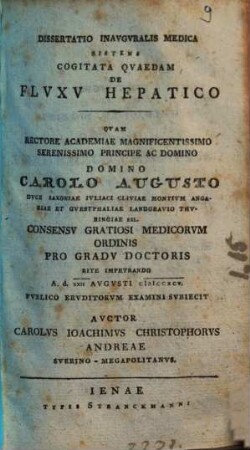 9
DISSERTATIO INAVGVRALIS MEDICA
SISTENS
COGITATA QVAEDAM
DE
FLVXV HEPATICO
QVAM
RECTORE ACADEMIAE MAGNIFICENTISSIMO
SERENISSIMO PRINCIPE AC DOMINO
DOMINO
CAROLO AUGUSTO
DVCE SAXONIAE IVLIACI CLIVIAE MONTIVM ANGA-
RIAE ET GVESTPHALIAE LANDGRAVIO THV-
RINGIAE REL.
CONSENSV GRATIOSI MEDICORVM
ORDINIS
PRO GRADV DOCTORIS
RITE IMPETRANDO
A. d. XXII AVGVSTI
PVBLICO ERVDITORVM EXAMINI SVBIECIT
AVCTOR
CAROLVS IOACHIMVS CHRISTOPHORVS
ANDREAE
SVERINO-MEGAPOLITANVS.
IENAE
TYPIS STRANCKMANNI